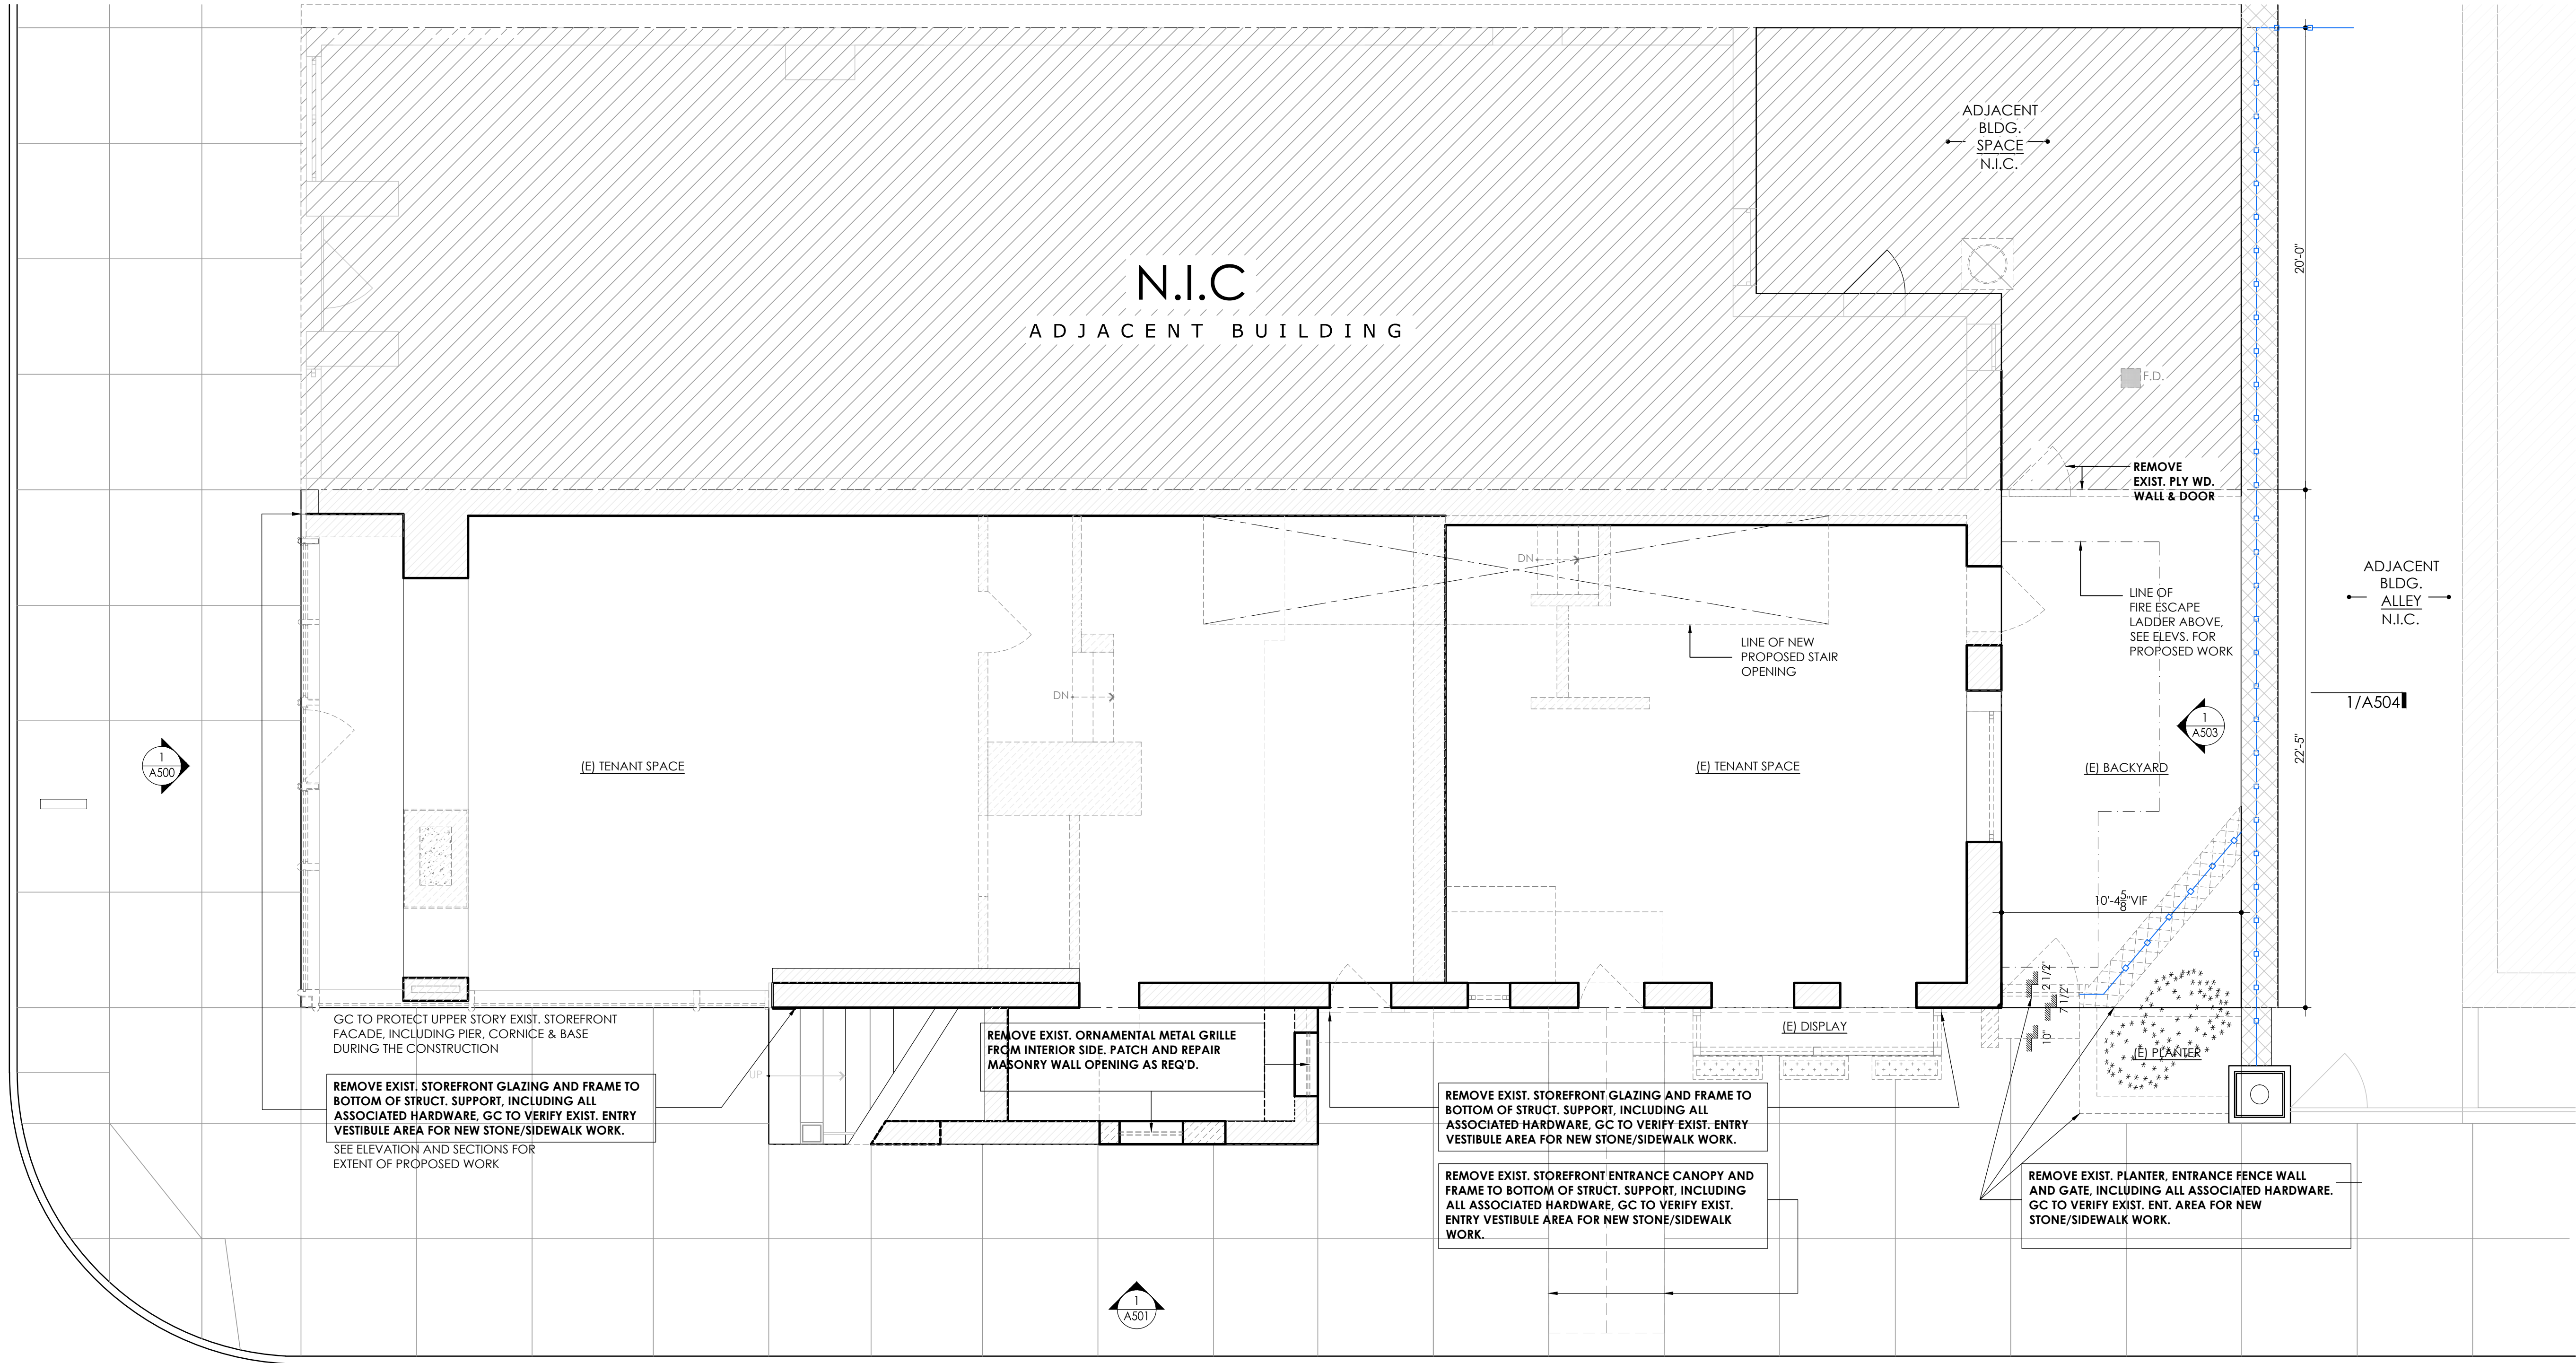 ADJACENT
BLDG.
SPACE
N.I.C.
N.I.C
ADJACENT BUILDING
20'-0"
F.D.
REMOVE
EXIST. PLY WD.
WALL & DOOR
DN
LINE OF NEW
PROPOSED STAIR
OPENING
LINE OF
FIRE ESCAPE
LADDER ABOVE,
SEE ELEVS. FOR
PROPOSED WORK
ADJACENT
BLDG.
ALLEY
N.I.C.
DN
1/A504
1
A500
(E) TENANT SPACE
(E) TENANT SPACE
(E) BACKYARD
1
A503
22'-5"
10'-4 5/8" VIF
2 1/2"
7 1/2"
10"
GC TO PROTECT UPPER STORY EXIST. STOREFRONT
FACADE, INCLUDING PIER, CORNICE & BASE
DURING THE CONSTRUCTION
REMOVE EXIST. STOREFRONT GLAZING AND FRAME TO
BOTTOM OF STRUCT. SUPPORT, INCLUDING ALL
ASSOCIATED HARDWARE, GC TO VERIFY EXIST. ENTRY
VESTIBULE AREA FOR NEW STONE/SIDEWALK WORK.
SEE ELEVATION AND SECTIONS FOR
EXTENT OF PROPOSED WORK
UP
REMOVE EXIST. ORNAMENTAL METAL GRILLE
FROM INTERIOR SIDE. PATCH AND REPAIR
MASONRY WALL OPENING AS REQ'D.
(E) DISPLAY
(E) PLANTER
REMOVE EXIST. STOREFRONT GLAZING AND FRAME TO
BOTTOM OF STRUCT. SUPPORT, INCLUDING ALL
ASSOCIATED HARDWARE, GC TO VERIFY EXIST. ENTRY
VESTIBULE AREA FOR NEW STONE/SIDEWALK WORK.
REMOVE EXIST. STOREFRONT ENTRANCE CANOPY AND
FRAME TO BOTTOM OF STRUCT. SUPPORT, INCLUDING
ALL ASSOCIATED HARDWARE, GC TO VERIFY EXIST.
ENTRY VESTIBULE AREA FOR NEW STONE/SIDEWALK
WORK.
REMOVE EXIST. PLANTER, ENTRANCE FENCE WALL
AND GATE, INCLUDING ALL ASSOCIATED HARDWARE.
GC TO VERIFY EXIST. ENT. AREA FOR NEW
STONE/SIDEWALK WORK.
1
A501